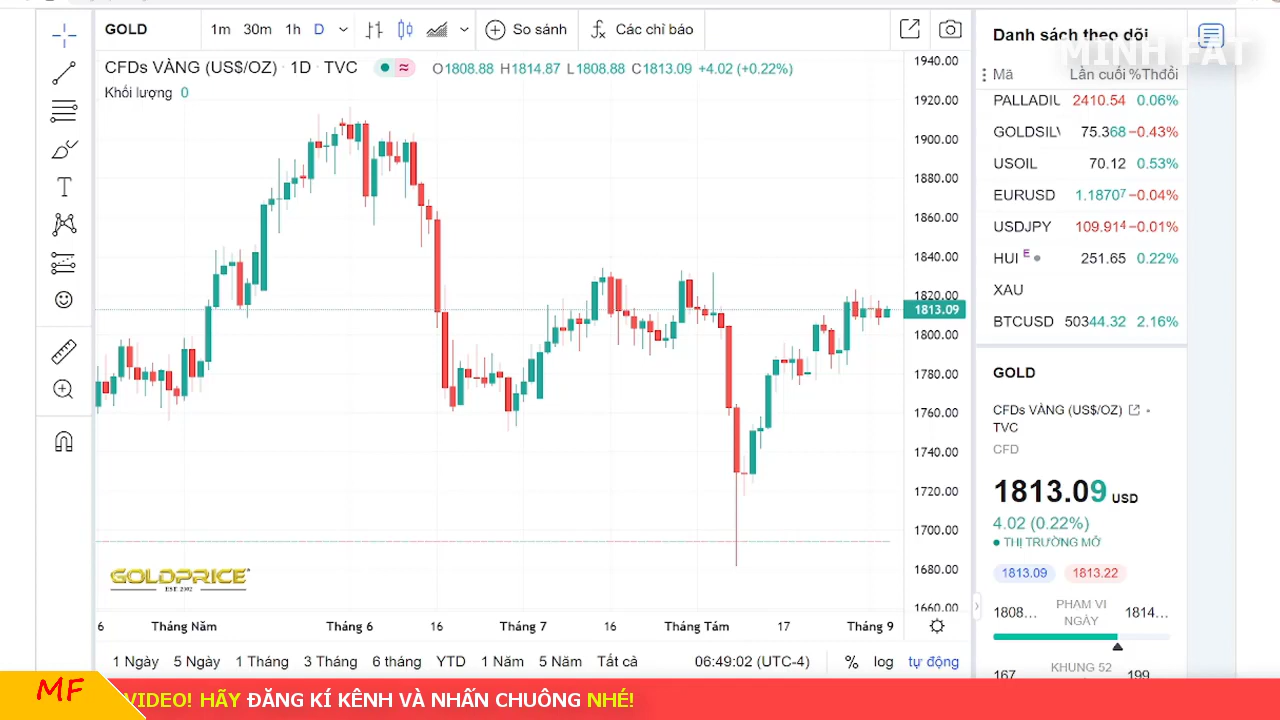 GOLD
1m 30m 1h D
So sánh
Các chỉ báo
CFDs VÀNG (US$/OZ) · 1D · TVC
O1808.88 H1814.87 L1808.88 C1813.09 +4.02 (+0.22%)
Khối lượng 0
1940.00
1920.00
1900.00
1880.00
1860.00
1840.00
1820.00
1813.09
1800.00
1780.00
1760.00
1740.00
1720.00
1700.00
1680.00
1660.00
GOLDPRICE
EST 2002
6 Tháng Năm Tháng 6 16 Tháng 7 16 Tháng Tám 17 Tháng 9
1 Ngày 5 Ngày 1 Tháng 3 Tháng 6 tháng YTD 1 Năm 5 Năm Tất cả
06:49:02 (UTC-4) % log tự động
Danh sách theo dõi
MINH FAT
Mã Lần cuối %Thđổi
PALLADIU 2410.54 0.06%
GOLDSILV 75.368 −0.43%
USOIL 70.12 0.53%
EURUSD 1.18707 −0.04%
USDJPY 109.914 −0.01%
HUI E 251.65 0.22%
XAU
BTCUSD 50344.32 2.16%
GOLD
CFDs VÀNG (US$/OZ)
TVC
CFD
1813.09 USD
4.02 (0.22%)
THỊ TRƯỜNG MỞ
1813.09 1813.22
1808... PHẠM VI NGÀY 1814...
167 KHUNG 52 199
MF
VIDEO! HÃY ĐĂNG KÍ KÊNH VÀ NHẤN CHUÔNG NHÉ!